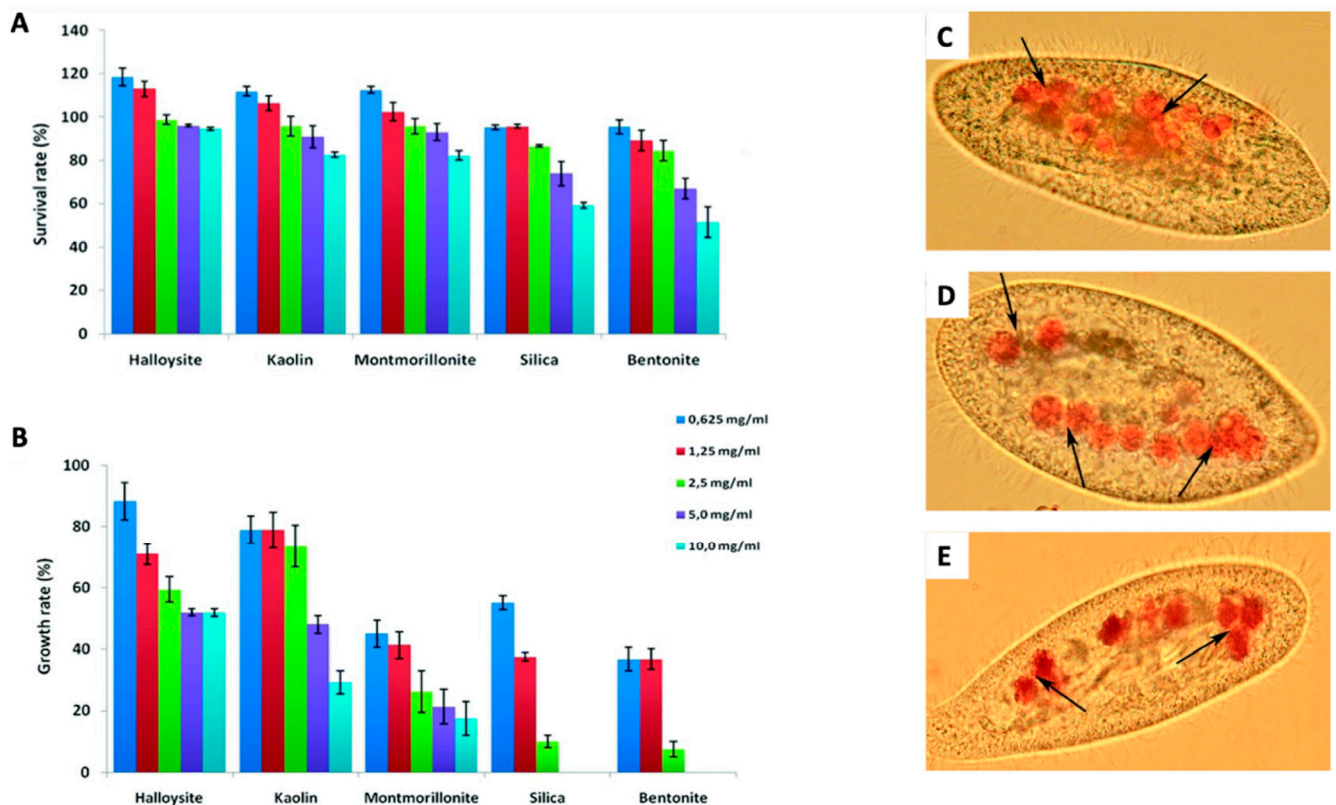 A
Survival rate (%)
140
120
100
80
60
40
20
0
Halloysite Kaolin Montmorillonite Silica Bentonite
B
Growth rate (%)
100
80
60
40
20
0
Halloysite Kaolin Montmorillonite Silica Bentonite
0,625 mg/ml
1,25 mg/ml
2,5 mg/ml
5,0 mg/ml
10,0 mg/ml
C
D
E